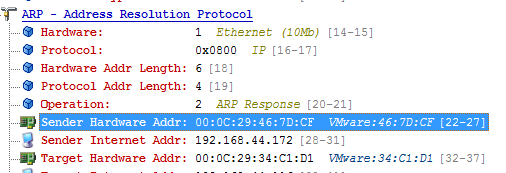 ARP - Address Resolution Protocol
Hardware: 1 Ethernet (10Mb) [14-15]
Protocol: 0x0800 IP [16-17]
Hardware Addr Length: 6 [18]
Protocol Addr Length: 4 [19]
Operation: 2 ARP Response [20-21]
Sender Hardware Addr: 00:0C:29:46:7D:CF VMware:46:7D:CF [22-27]
Sender Internet Addr: 192.168.44.172 [28-31]
Target Hardware Addr: 00:0C:29:34:C1:D1 VMware:34:C1:D1 [32-37]